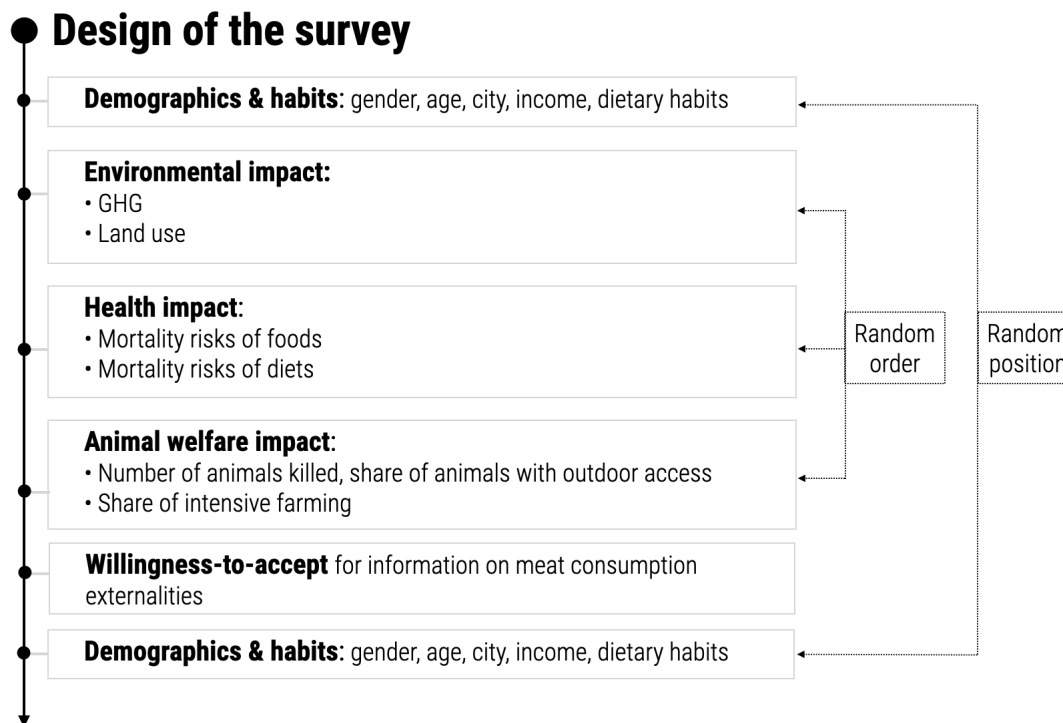 Design of the survey
Demographics & habits: gender, age, city, income, dietary habits
Environmental impact:
• GHG
• Land use
Health impact:
• Mortality risks of foods
• Mortality risks of diets
Animal welfare impact:
• Number of animals killed, share of animals with outdoor access
• Share of intensive farming
Willingness-to-accept for information on meat consumption
externalities
Demographics & habits: gender, age, city, income, dietary habits
Random
order
Random
position